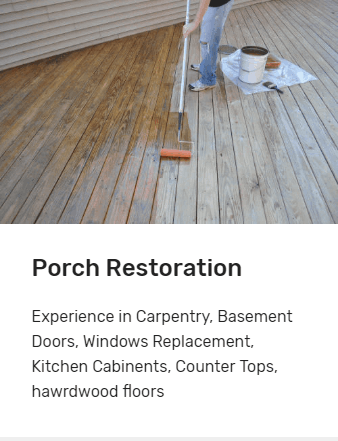 Porch Restoration
Experience in Carpentry, Basement
Doors, Windows Replacement,
Kitchen Cabinents, Counter Tops,
hawrdwood floors